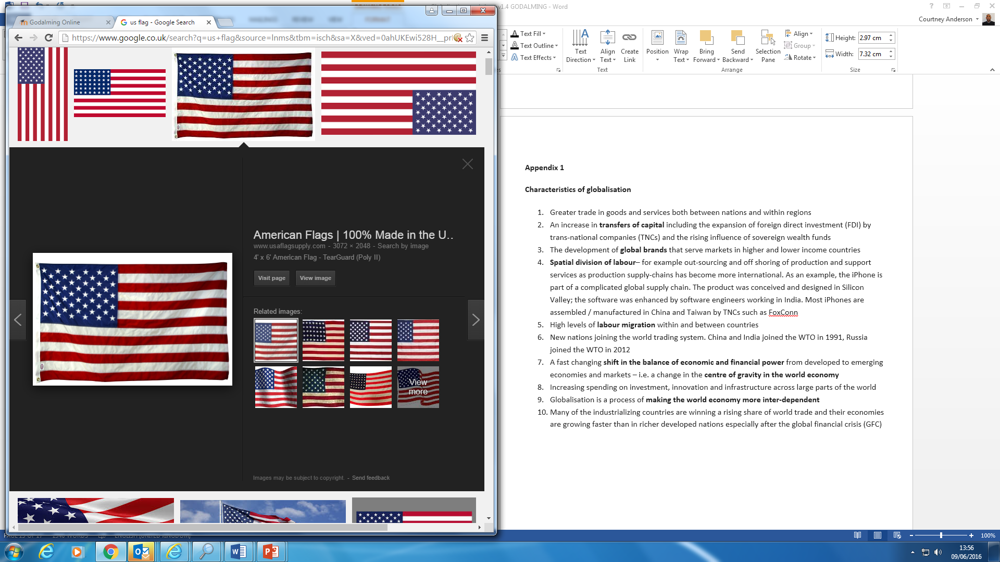 v1.4 GODALMING - Word
Courtney Anderson
Godalming Online
us flag - Google Search
https://www.google.co.uk/search?q=us+flag&source=lnms&tbm=isch&sa=X&ved=0ahUKEwi528H__pr
Text Fill
Text Outline
Text Effects
Text Direction
Align Text
Create Link
Text
Position
Wrap Text
Bring Forward
Send Backward
Selection Pane
Align
Group
Rotate
Arrange
Height: 2.97 cm
Width: 7.32 cm
Size
American Flags | 100% Made in the U..
www.usaflagsupply.com - 3072 × 2048 - Search by image
4' x 6' American Flag - TearGuard (Poly II)
Visit page
View image
Related images:
View more
Images may be subject to copyright. - Send feedback
Appendix 1
Characteristics of globalisation
1. Greater trade in goods and services both between nations and within regions
2. An increase in transfers of capital including the expansion of foreign direct investment (FDI) by
trans-national companies (TNCs) and the rising influence of sovereign wealth funds
3. The development of global brands that serve markets in higher and lower income countries
4. Spatial division of labour– for example out-sourcing and off shoring of production and support
services as production supply-chains has become more international. As an example, the iPhone is
part of a complicated global supply chain. The product was conceived and designed in Silicon
Valley; the software was enhanced by software engineers working in India. Most iPhones are
assembled / manufactured in China and Taiwan by TNCs such as FoxConn
5. High levels of labour migration within and between countries
6. New nations joining the world trading system. China and India joined the WTO in 1991, Russia
joined the WTO in 2012
7. A fast changing shift in the balance of economic and financial power from developed to emerging
economies and markets – i.e. a change in the centre of gravity in the world economy
8. Increasing spending on investment, innovation and infrastructure across large parts of the world
9. Globalisation is a process of making the world economy more inter-dependent
10. Many of the industrializing countries are winning a rising share of world trade and their economies
are growing faster than in richer developed nations especially after the global financial crisis (GFC)
100%
13:56
09/06/2016